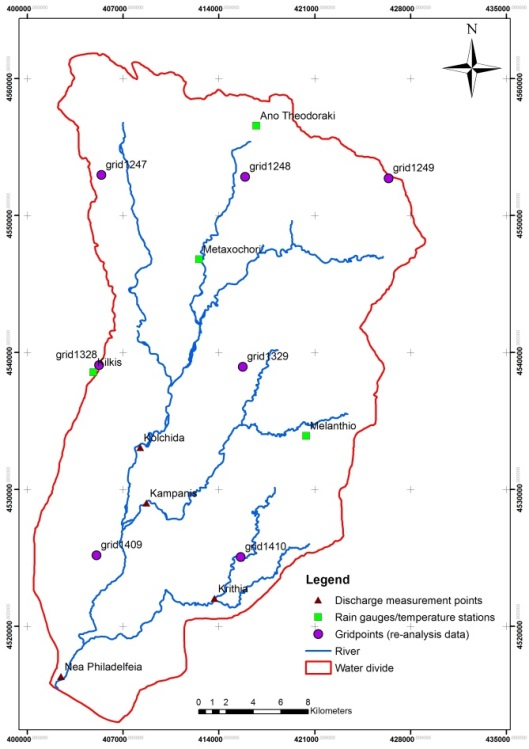 400000 407000 414000 421000 428000 435000
N
4560000
Ano Theodoraki
grid1247
grid1248
grid1249
4550000
Metaxochori
4540000
grid1328
Kilkis
grid1329
Kolchida
Melanthio
4530000
Kampanis
grid1409
grid1410
Krithia
4520000
Nea Philadelfeia
Legend
Discharge measurement points
Rain gauges/temperature stations
Gridpoints (re-analysis data)
River
Water divide
0 1 2 4 6 8
Kilometers
400000 407000 414000 421000 428000 435000
4560000
4550000
4540000
4530000
4520000